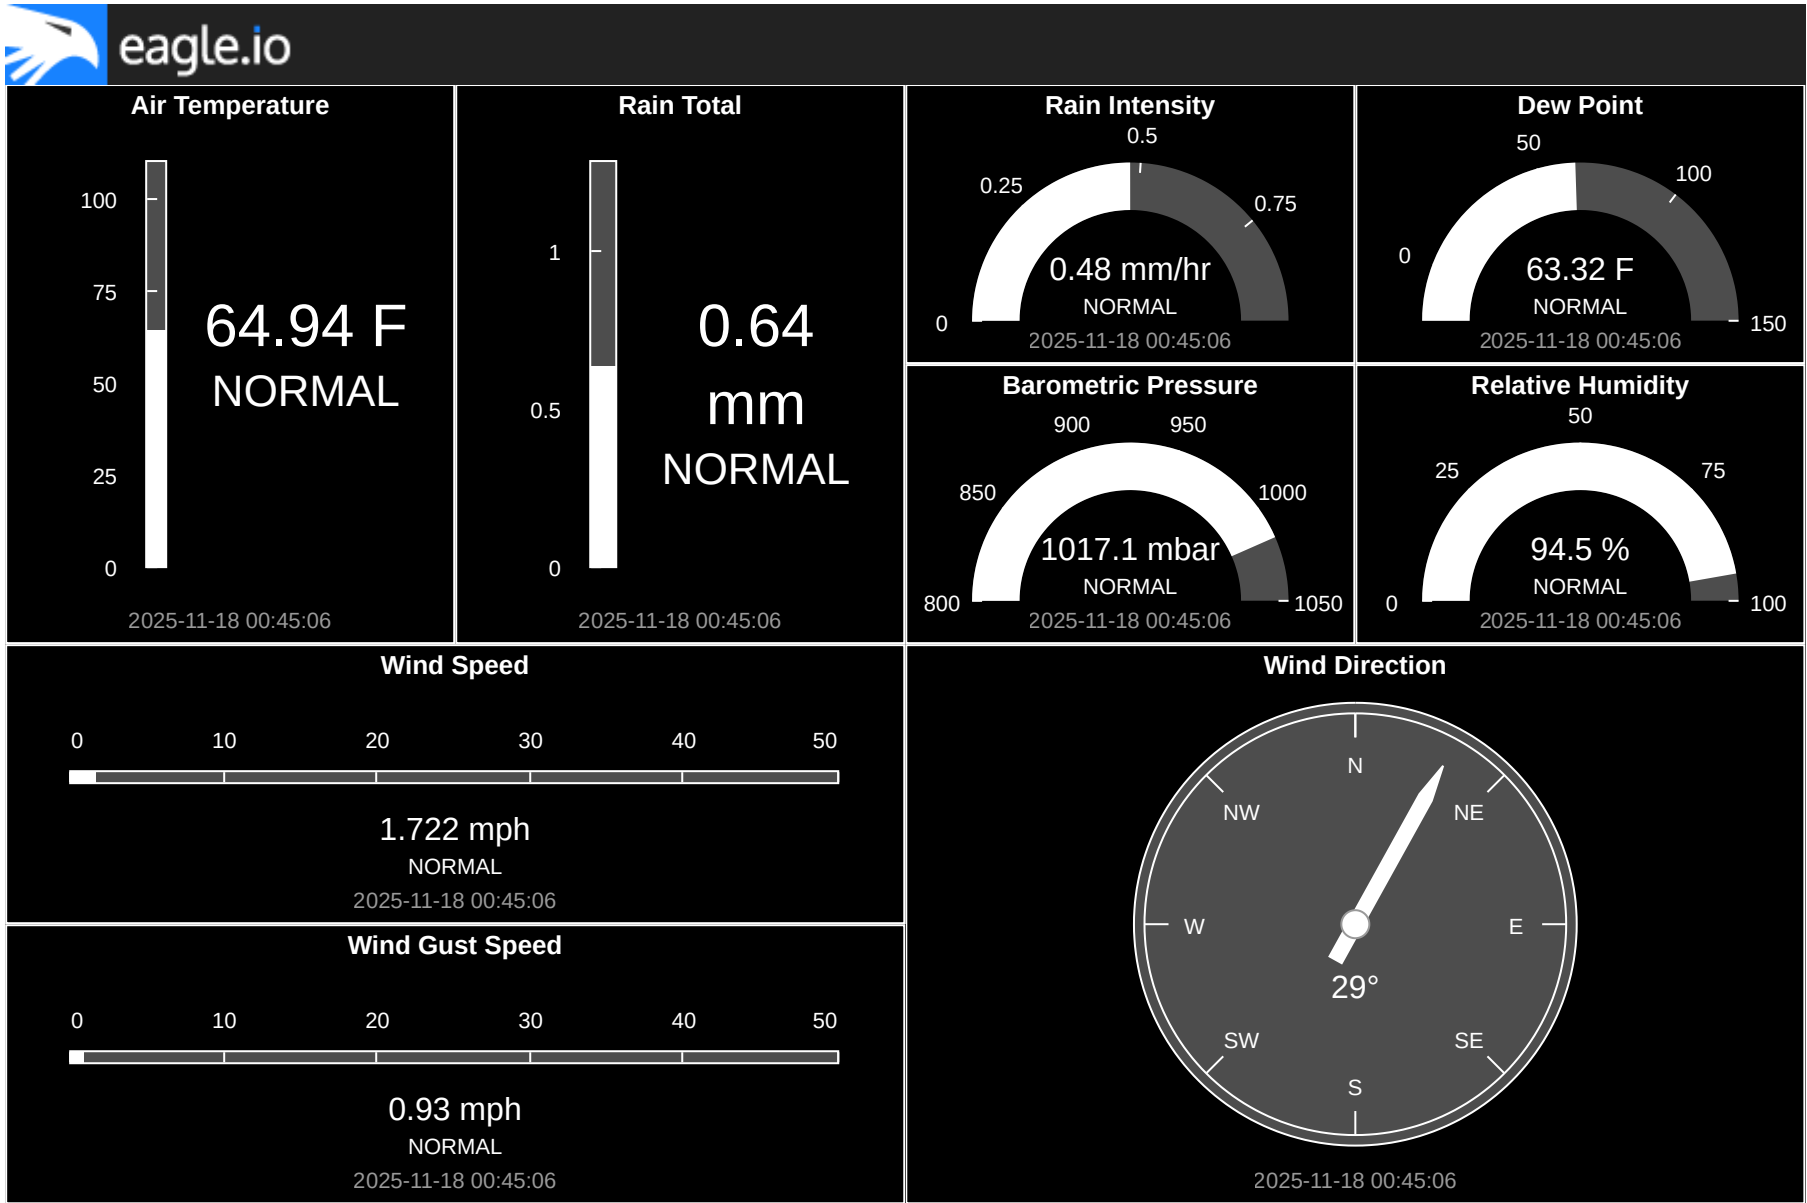 eagle.io
Air Temperature
100
75
50
25
0
64.94 F
NORMAL
2025-11-18 00:45:06
Rain Total
1
0.5
0
0.64
mm
NORMAL
2025-11-18 00:45:06
Rain Intensity
0.5
0.25
0.75
0
0.48 mm/hr
NORMAL
2025-11-18 00:45:06
Dew Point
50
100
0
150
63.32 F
NORMAL
2025-11-18 00:45:06
Barometric Pressure
900
950
850
1000
800
1050
1017.1 mbar
NORMAL
2025-11-18 00:45:06
Relative Humidity
50
25
75
0
100
94.5 %
NORMAL
2025-11-18 00:45:06
Wind Speed
0 10 20 30 40 50
1.722 mph
NORMAL
2025-11-18 00:45:06
Wind Gust Speed
0 10 20 30 40 50
0.93 mph
NORMAL
2025-11-18 00:45:06
Wind Direction
N
NW
NE
W
E
29°
SW
SE
S
2025-11-18 00:45:06